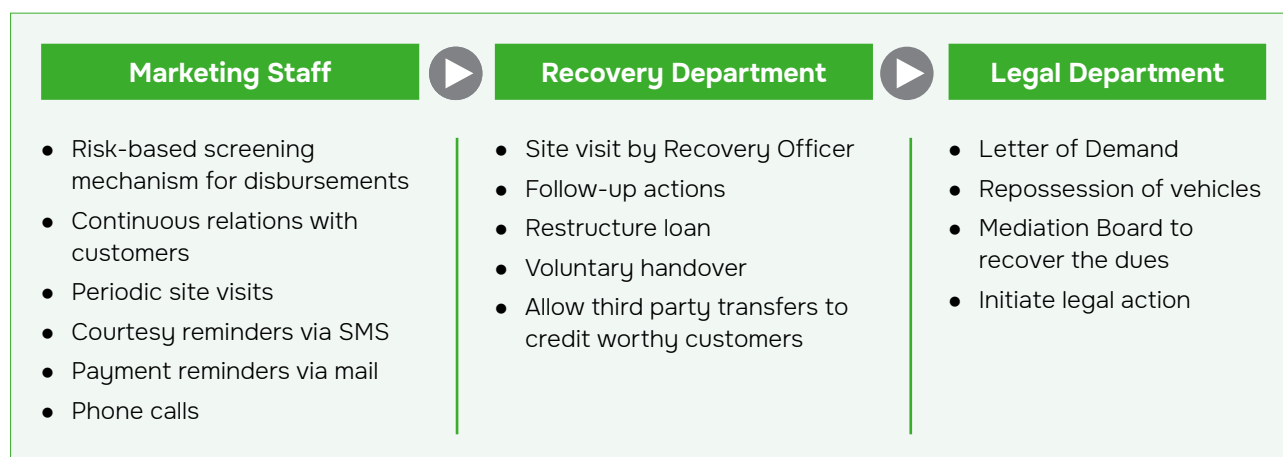 Marketing Staff
● Risk-based screening
mechanism for disbursements
● Continuous relations with
customers
● Periodic site visits
● Courtesy reminders via SMS
● Payment reminders via mail
● Phone calls
Recovery Department
● Site visit by Recovery Officer
● Follow-up actions
● Restructure loan
● Voluntary handover
● Allow third party transfers to
credit worthy customers
Legal Department
● Letter of Demand
● Repossession of vehicles
● Mediation Board to
recover the dues
● Initiate legal action